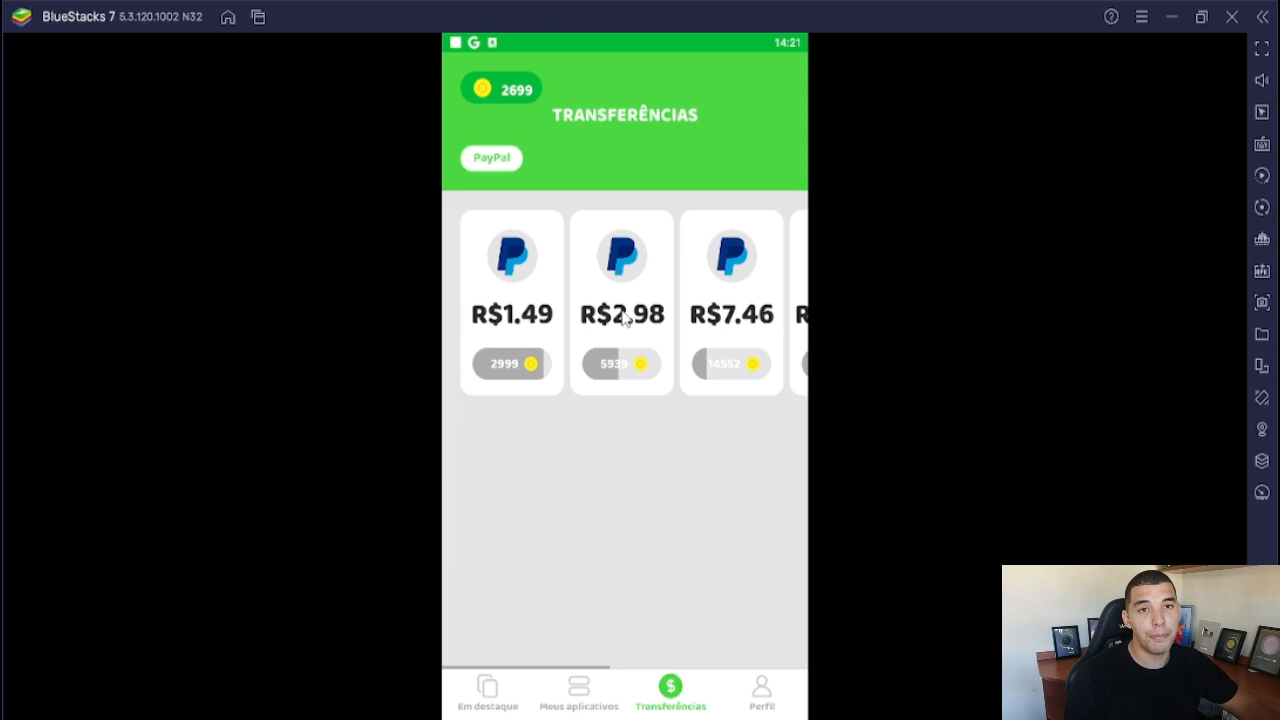 BlueStacks 7 5.3.120.1002 N32
14:21
2699
TRANSFERÊNCIAS
PayPal
R$1.49
R$2.98
R$7.46
R
2999
5939
14552
Em destaque
Meus aplicativos
Transferências
Perfil